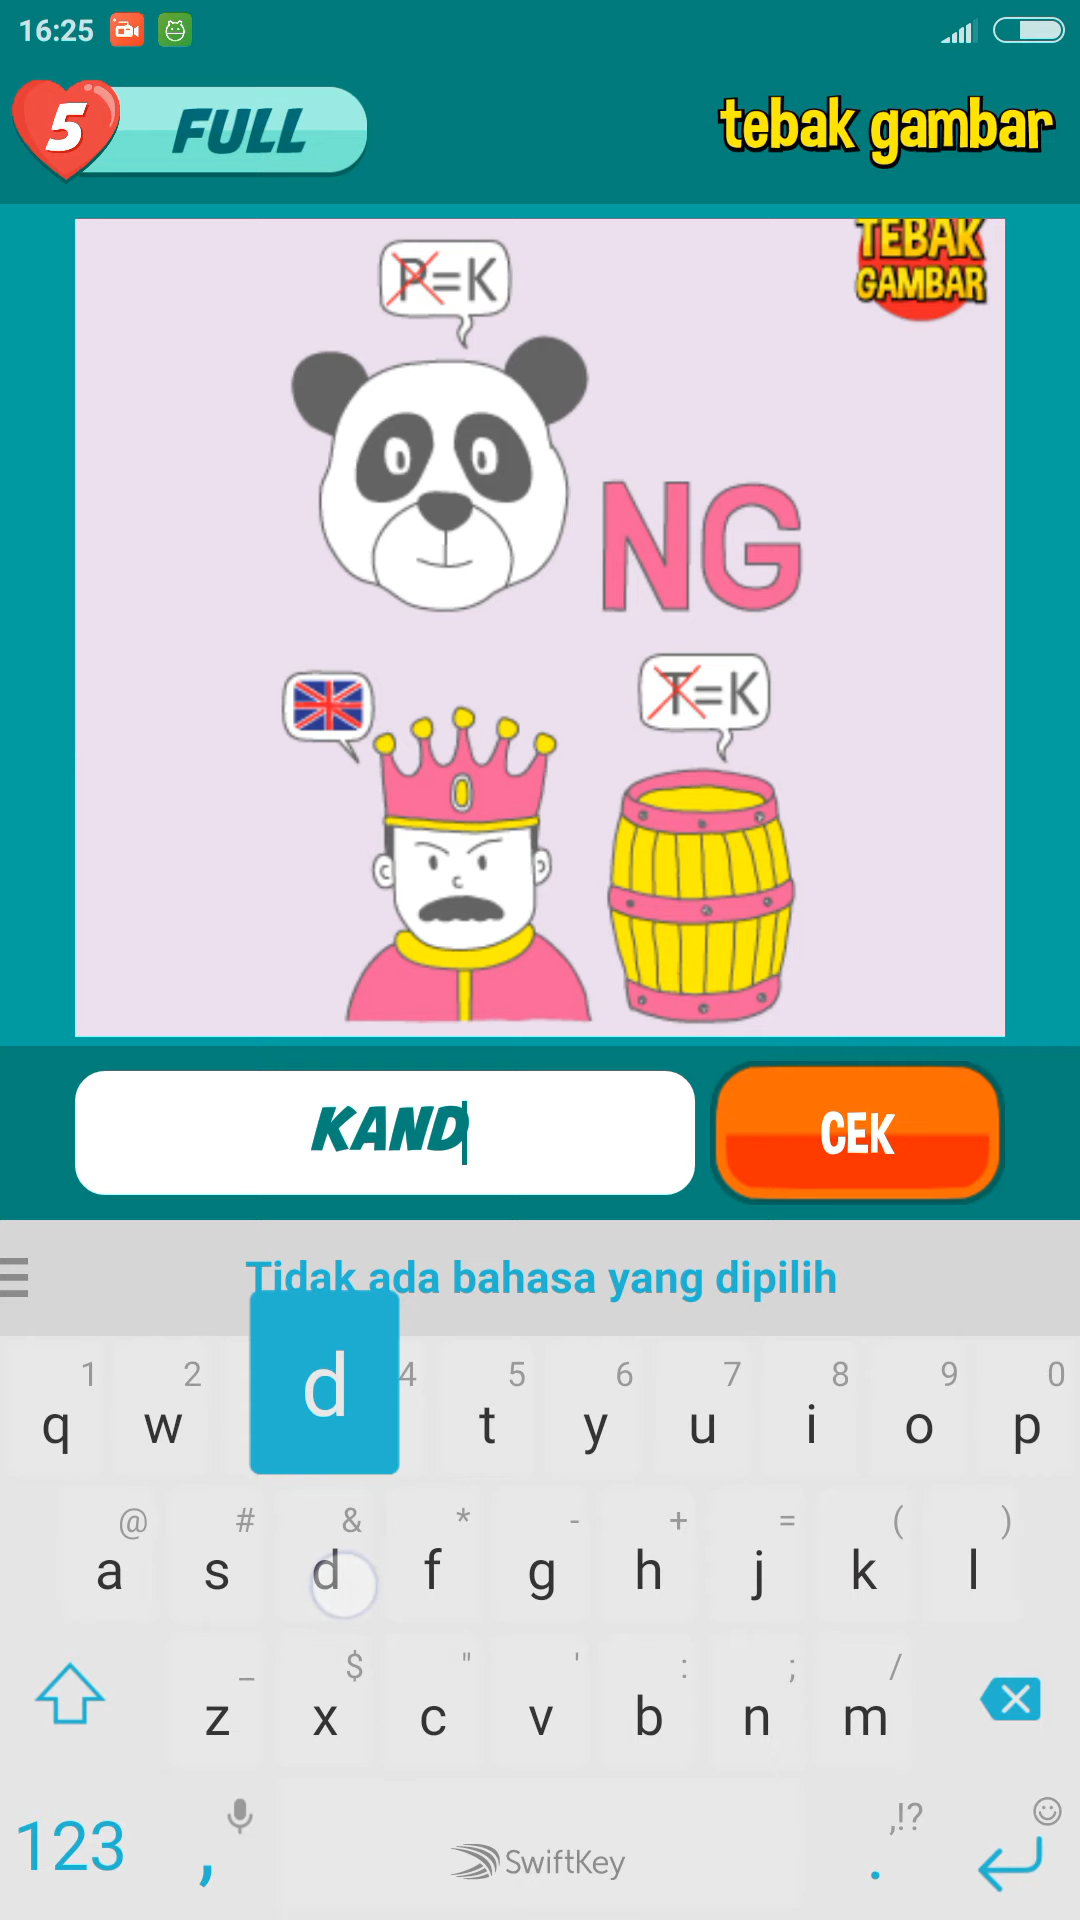 16:25
5 FULL
tebak gambar
TEBAK
GAMBAR
P=K
NG
T=K
KAND
CEK
Tidak ada bahasa yang dipilih
1 2 4 5 6 7 8 9 0
q w d t y u i o p
@ # & * - + = ( )
a s d f g h j k l
_ $ " ' : ; /
z x c v b n m
,!?
123 , SwiftKey .